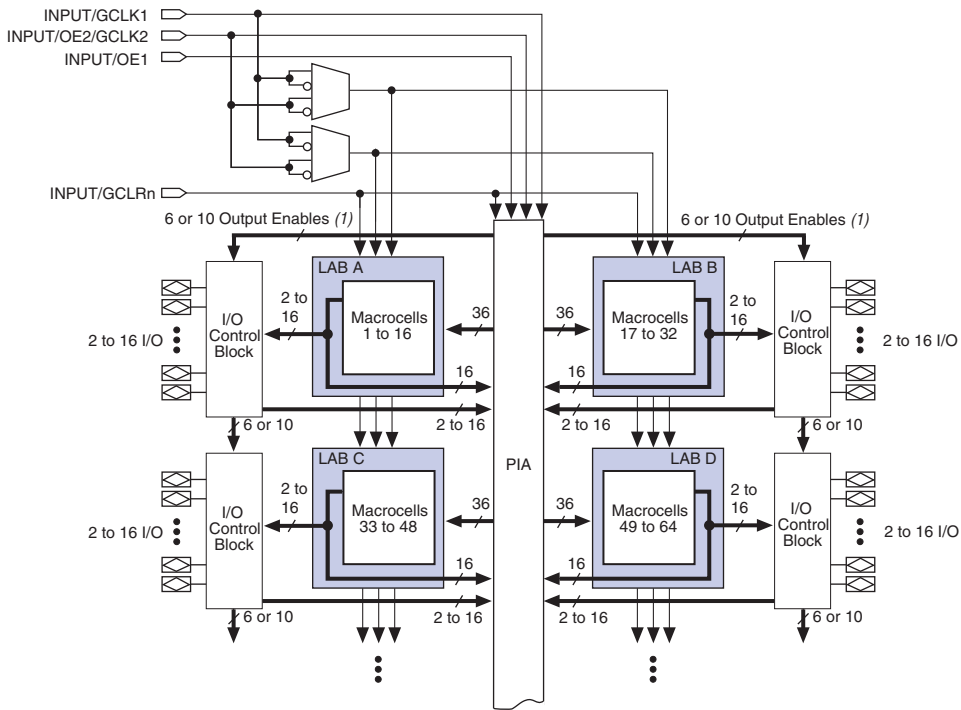 INPUT/GCLK1
INPUT/OE2/GCLK2
INPUT/OE1
INPUT/GCLRn
6 or 10 Output Enables (1)
6 or 10 Output Enables (1)
LAB A
LAB B
2 to
16
Macrocells
1 to 16
36
36
Macrocells
17 to 32
2 to
16
I/O
Control
Block
I/O
Control
Block
2 to 16 I/O
2 to 16 I/O
16
16
2 to 16
2 to 16
6 or 10
6 or 10
PIA
LAB C
LAB D
2 to
16
Macrocells
33 to 48
36
36
Macrocells
49 to 64
2 to
16
I/O
Control
Block
I/O
Control
Block
2 to 16 I/O
2 to 16 I/O
16
16
2 to 16
2 to 16
6 or 10
6 or 10